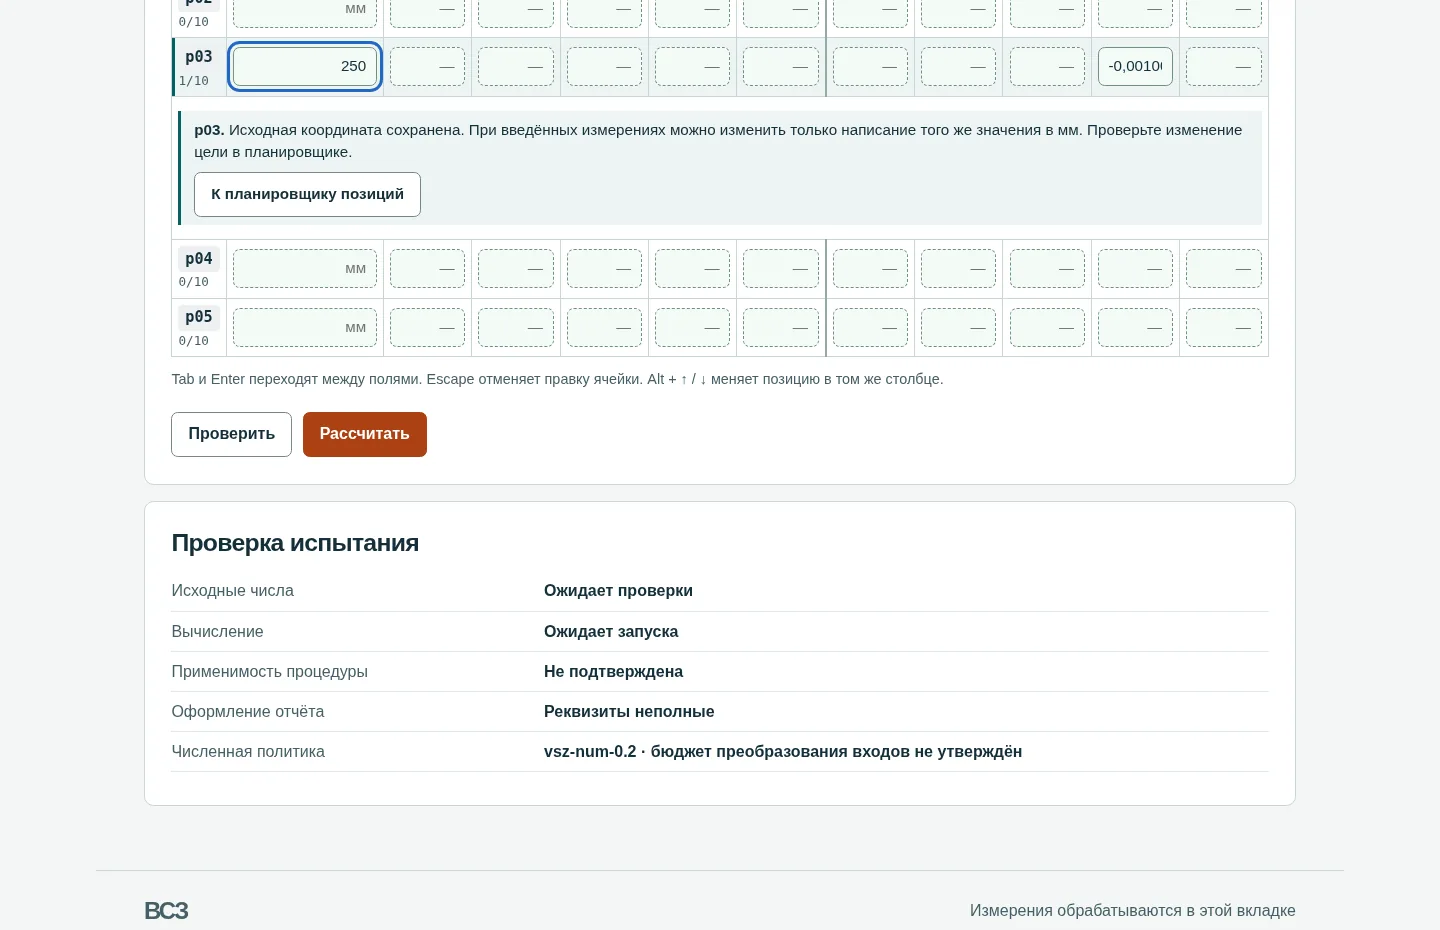 p02 мм — — — — — — — — — —
0/10
p03 250 — — — — — — — — -0,00100 —
1/10
p03. Исходная координата сохранена. При введённых измерениях можно изменить только написание того же значения в мм. Проверьте изменение
цели в планировщике.
К планировщику позиций
p04 мм — — — — — — — — — —
0/10
p05 мм — — — — — — — — — —
0/10
Tab и Enter переходят между полями. Escape отменяет правку ячейки. Alt + ↑ / ↓ меняет позицию в том же столбце.
Проверить Рассчитать
Проверка испытания
Исходные числа Ожидает проверки
Вычисление Ожидает запуска
Применимость процедуры Не подтверждена
Оформление отчёта Реквизиты неполные
Численная политика vsz-num-0.2 · бюджет преобразования входов не утверждён
ВСЗ Измерения обрабатываются в этой вкладке